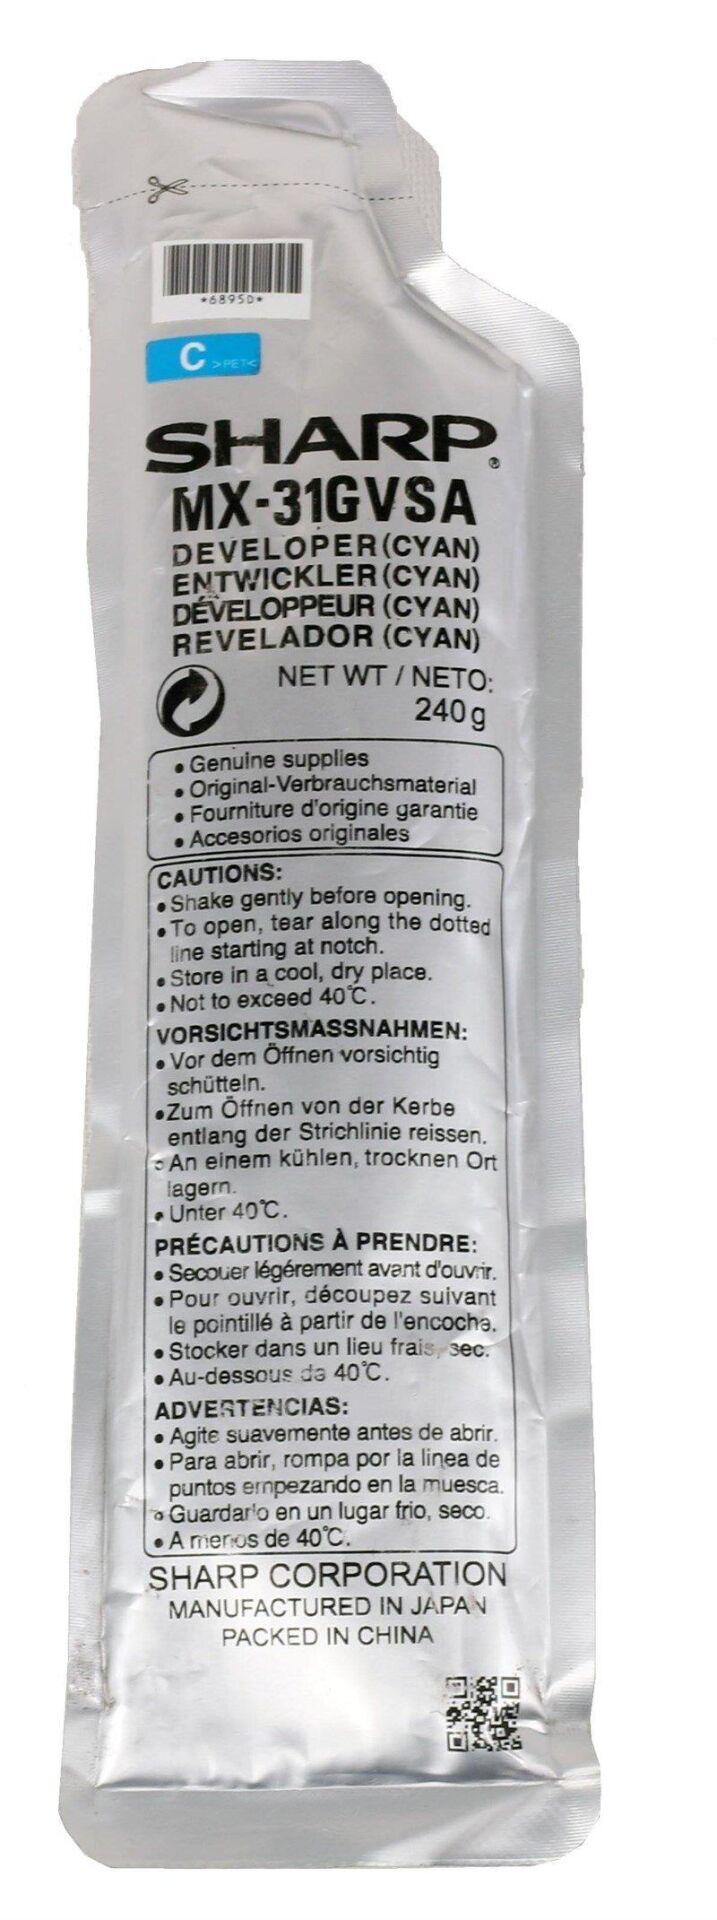 *6895D*
C >PET<
SHARP®
MX-31GVSA
DEVELOPER(CYAN)
ENTWICKLER(CYAN)
DÉVELOPPEUR (CYAN)
REVELADOR (CYAN)
NET WT / NETO:
240g
• Genuine supplies
• Original-Verbrauchsmaterial
• Fourniture d'origine garantie
• Accesorios originales
CAUTIONS:
• Shake gently before opening.
• To open, tear along the dotted
line starting at notch.
• Store in a cool, dry place.
• Not to exceed 40℃.
VORSICHTSMASSNAHMEN:
• Vor dem Öffnen vorsichtig
schütteln.
• Zum Öffnen von der Kerbe
entlang der Strichlinie reissen.
• An einem kühlen, trocknen Ort
lagern.
• Unter 40℃.
PRÉCAUTIONS À PRENDRE:
• Secouer légérement avant d'ouvrir.
• Pour ouvrir, découpez suivant
le pointillé à partir de l'encoche.
• Stocker dans un lieu frais, sec.
• Au-dessous de 40℃.
ADVERTENCIAS:
• Agite suavemente antes de abrir.
• Para abrir, rompa por la linea de
puntos empezando en la muesca.
• Guardarlo en un lugar frio, seco.
• A menos de 40℃.
SHARP CORPORATION
MANUFACTURED IN JAPAN
PACKED IN CHINA